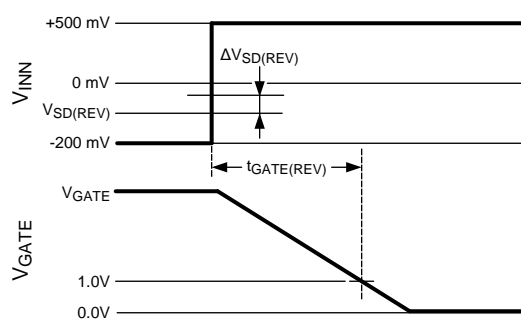 +500 mV
ΔVSD(REV)
0 mV
VINN
VSD(REV)
-200 mV
tGATE(REV)
VGATE
VGATE
1.0V
0.0V